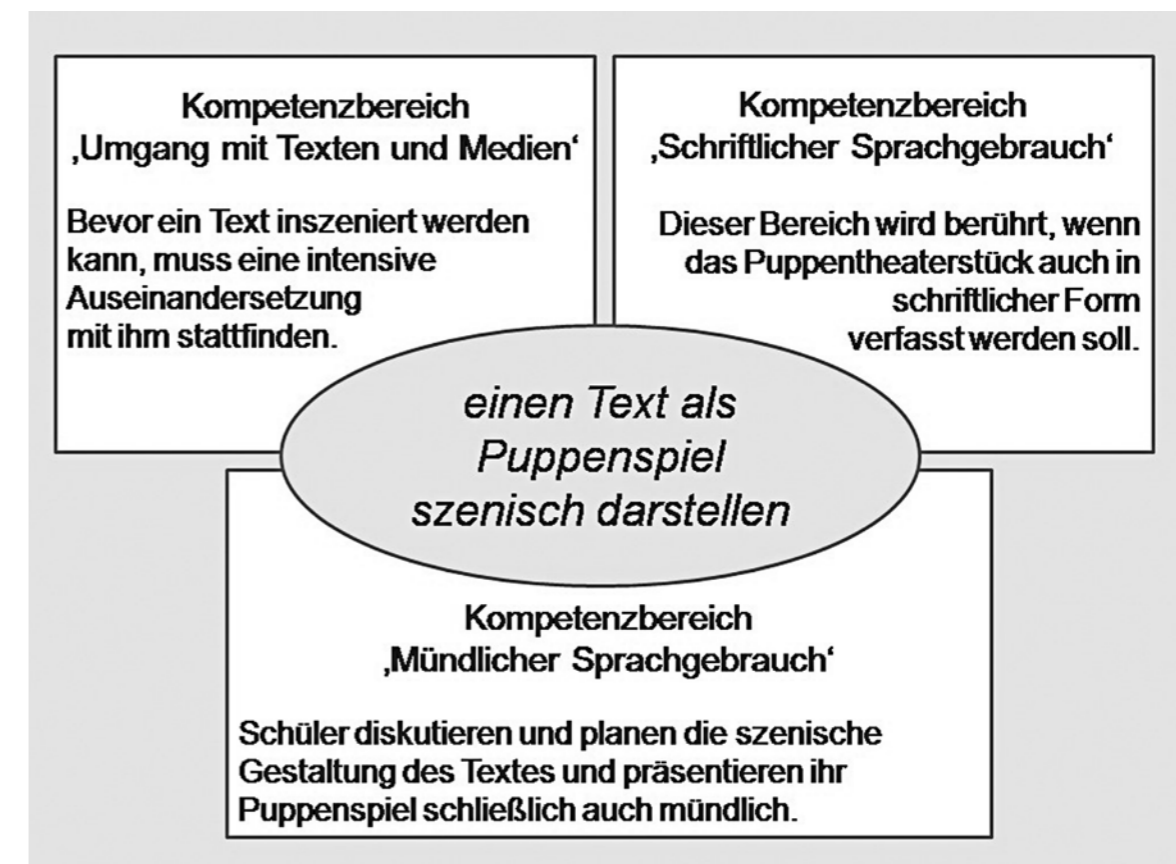 Kompetenzbereich
‚Umgang mit Texten und Medien‘
Bevor ein Text inszeniert werden
kann, muss eine intensive
Auseinandersetzung
mit ihm stattfinden.
Kompetenzbereich
‚Schriftlicher Sprachgebrauch‘
Dieser Bereich wird berührt, wenn
das Puppentheaterstück auch in
schriftlicher Form
verfasst werden soll.
einen Text als
Puppenspiel
szenisch darstellen
Kompetenzbereich
‚Mündlicher Sprachgebrauch‘
Schüler diskutieren und planen die szenische
Gestaltung des Textes und präsentieren ihr
Puppenspiel schließlich auch mündlich.